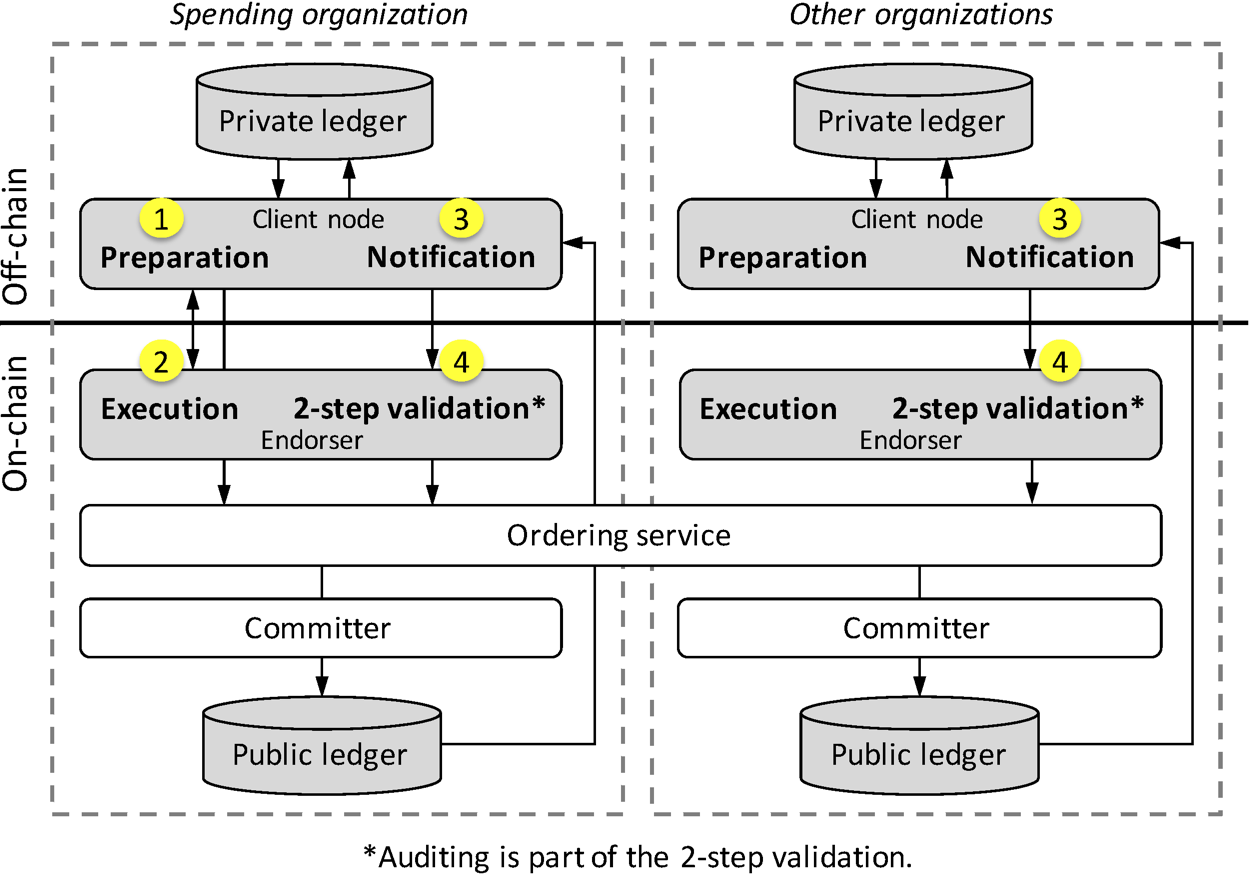 Spending organization
Other organizations
Off-chain
On-chain
Private ledger
1
Client node
3
Preparation
Notification
2
4
Execution
2-step validation*
Endorser
Private ledger
Client node
3
Preparation
Notification
4
Execution
2-step validation*
Endorser
Ordering service
Committer
Committer
Public ledger
Public ledger
*Auditing is part of the 2-step validation.